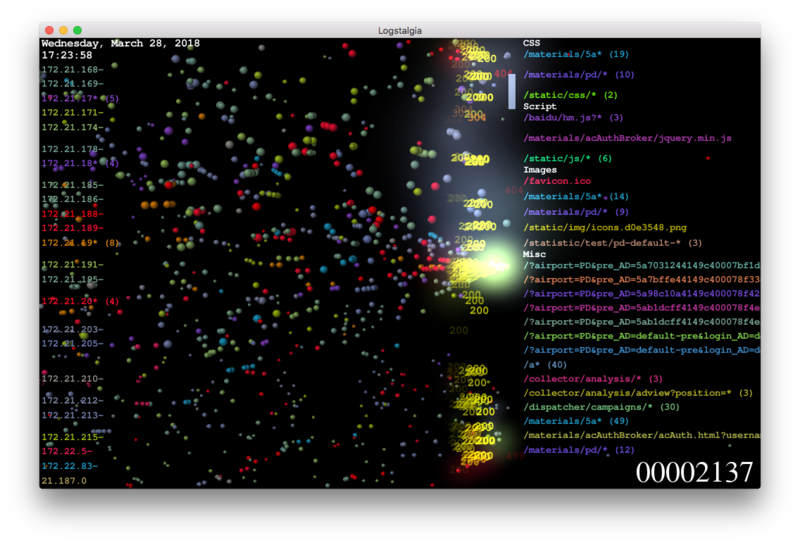 Logstalgia
Wednesday, March 28, 2018
17:23:58
172.21.168-
172.21.169-
172.21.17* (5)
172.21.171-
172.21.174-
172.21.178-
172.21.18* (4)
172.21.185-
172.21.186-
172.21.188-
172.21.189-
172.21.19* (8)
172.21.191-
172.21.195-
172.21.20* (4)
172.21.203-
172.21.205-
172.21.210-
172.21.212-
172.21.213-
172.21.215-
172.22.5-
172.22.83-
21.187.0
200
404
304
200
200
200
200
CSS
/materials/5a* (19)
/materials/pd/* (10)
/static/css/* (2)
Script
/baidu/hm.js?* (3)
/materials/acAuthBroker/jquery.min.js
/static/js/* (6)
Images
/favicon.ico
/materials/5a* (14)
/materials/pd/* (9)
/static/img/icons.d0e3548.png
/statistic/test/pd-default-* (3)
Misc
/?airport=PD&pre_AD=5a7031244149c40007bf1d
/?airport=PD&pre_AD=5a7bffe44149c400078f33
/?airport=PD&pre_AD=5a98c10a4149c400078f42
/?airport=PD&pre_AD=5ab1dcff4149c400078f4e
/?airport=PD&pre_AD=5ab1dcff4149c400078f4e
/?airport=PD&pre_AD=default-pre&login_AD=d
/?airport=PD&pre_AD=default-pre&login_AD=d
/a* (40)
/collector/analysis/* (3)
/collector/analysis/adview?position=* (3)
/dispatcher/campaigns/* (30)
/materials/5a* (49)
/materials/acAuthBroker/acAuth.html?userna
/materials/pd/* (12)
00002137